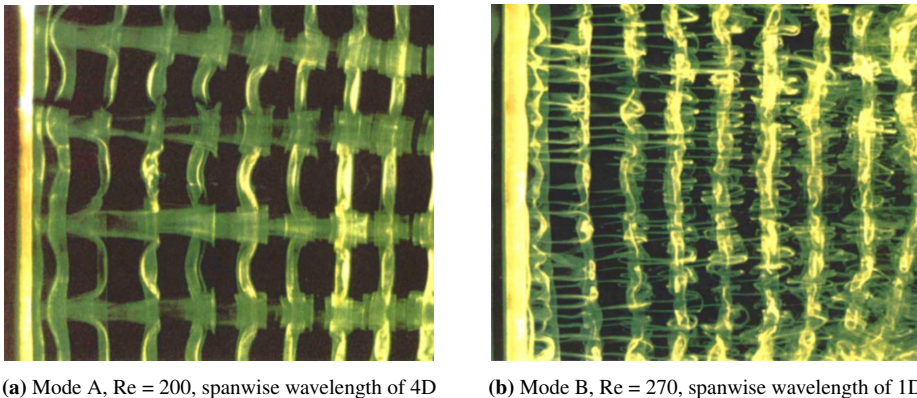 (a) Mode A, Re = 200, spanwise wavelength of 4D
(b) Mode B, Re = 270, spanwise wavelength of 1D